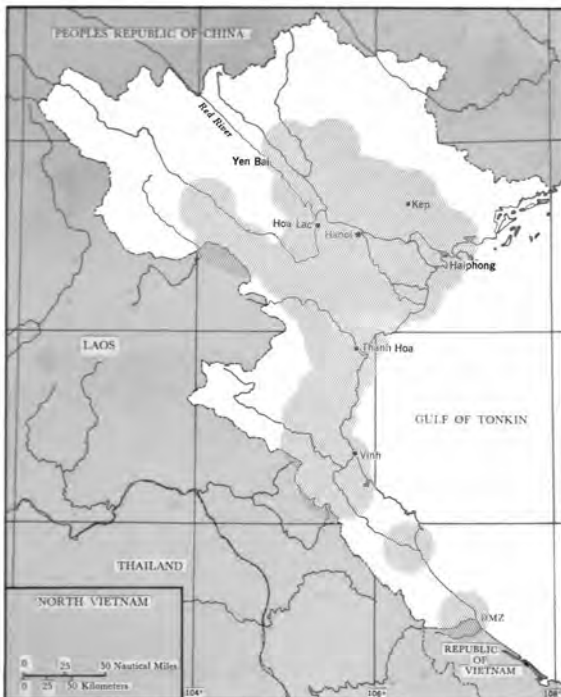 PEOPLES REPUBLIC OF CHINA
Red River
Yen Bai
Kep
Hoa Lac
Hanoi
Haiphong
Thanh Hoa
LAOS
GULF OF TONKIN
Vinh
THAILAND
NORTH VIETNAM
DMZ
REPUBLIC
OF
VIETNAM
0 25 50 Nautical Miles
0 25 50 Kilometers
104°
106°
108°